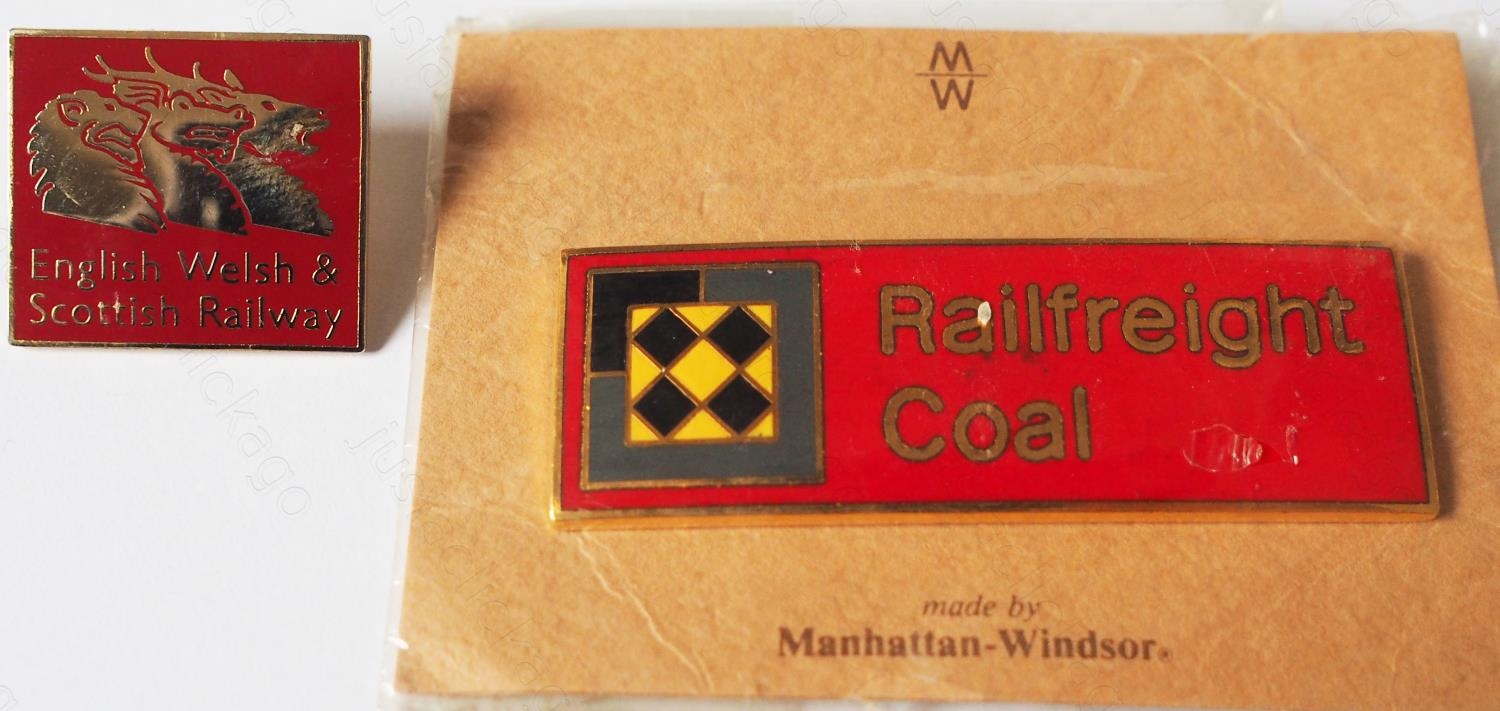 English Welsh &
Scottish Railway
M
W
Railfreight
Coal
made by
Manhattan-Windsor®